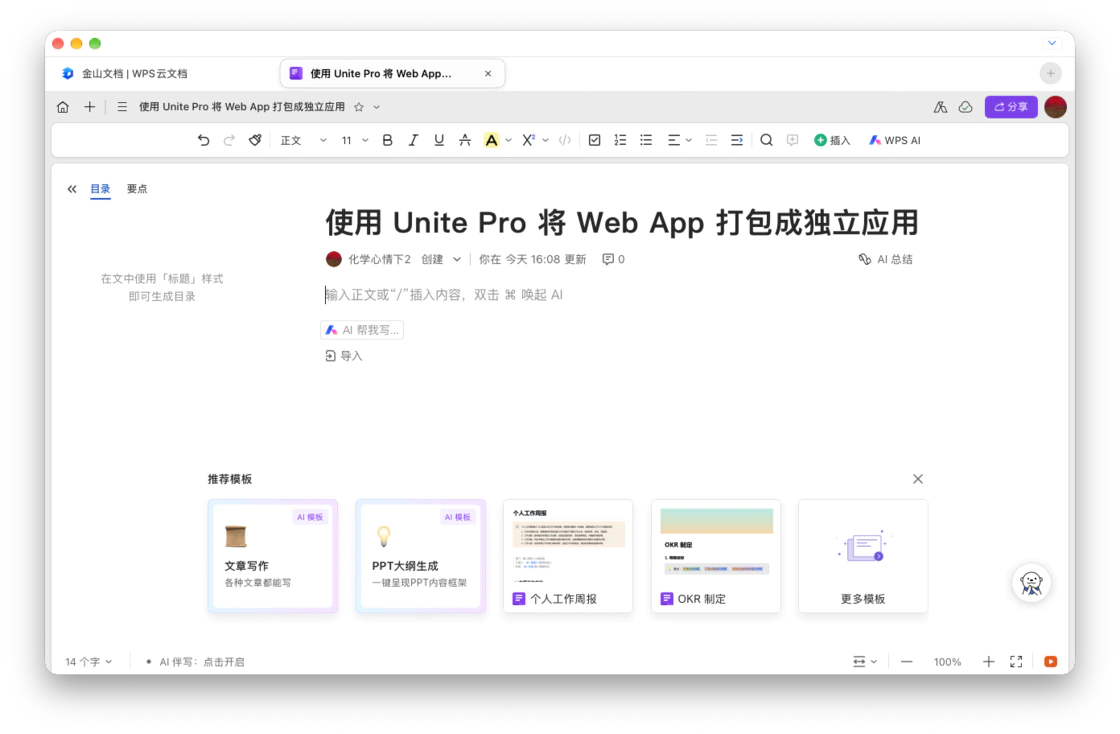 金山文档 | WPS云文档
使用 Unite Pro 将 Web App...
使用 Unite Pro 将 Web App 打包成独立应用
分享
正文
11
B I U A A X²
插入
WPS AI
目录
要点
在文中使用「标题」样式
即可生成目录
使用 Unite Pro 将 Web App 打包成独立应用
化学心情下2 创建
你在 今天 16:08 更新
0
AI 总结
输入正文或“/”插入内容，双击 ⌘ 唤起 AI
AI 帮我写...
导入
推荐模板
AI 模板
文章写作
各种文章都能写
AI 模板
PPT大纲生成
一键呈现PPT内容框架
个人工作周报
个人工作周报
OKR 制定
OKR 制定
更多模板
14 个字
AI 伴写：点击开启
100%